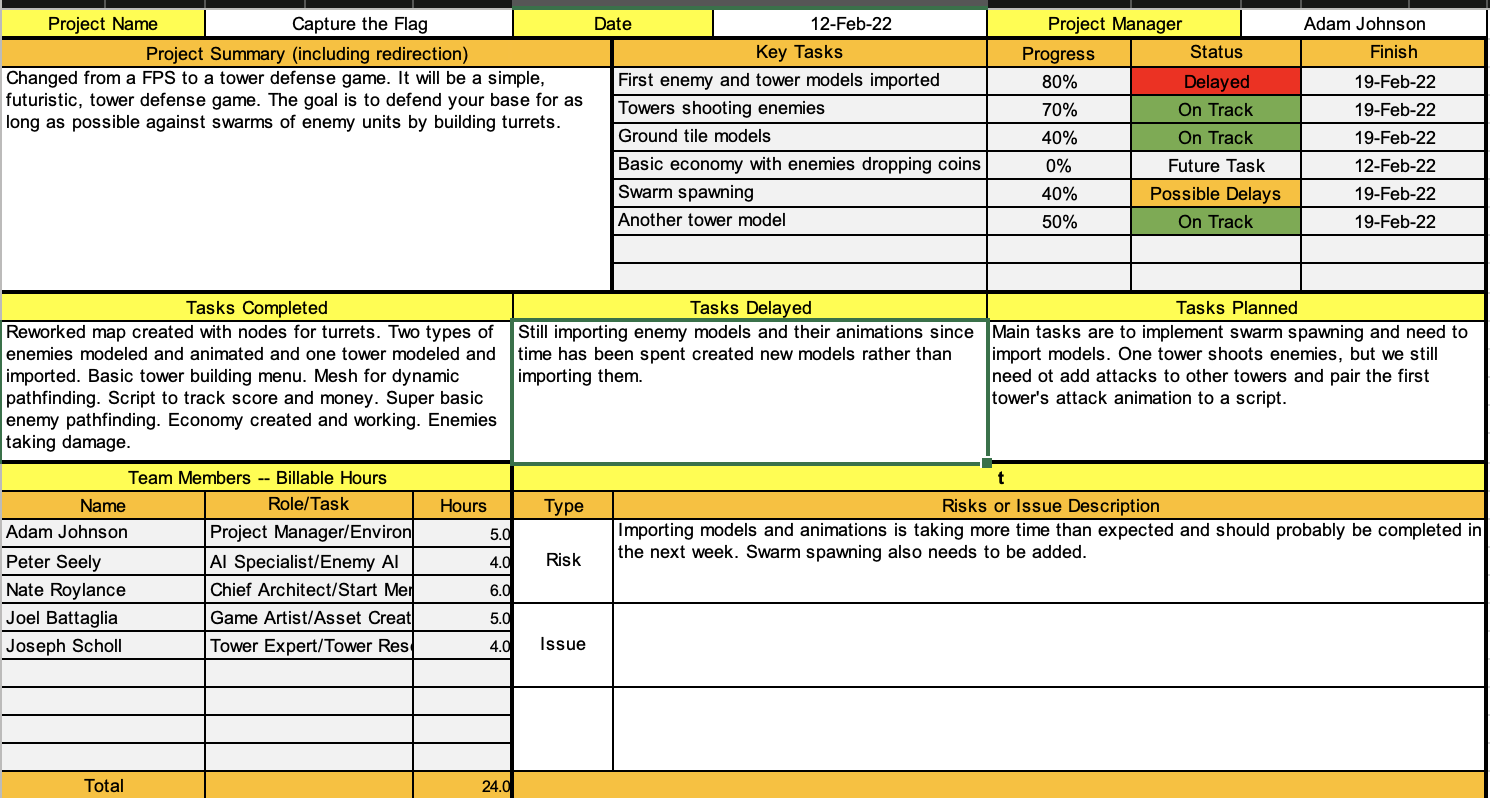 Project Name Capture the Flag Date 12-Feb-22 Project Manager Adam Johnson
Project Summary (including redirection) Key Tasks Progress Status Finish
Changed from a FPS to a tower defense game. It will be a simple,
futuristic, tower defense game. The goal is to defend your base for as
long as possible against swarms of enemy units by building turrets.
First enemy and tower models imported 80% Delayed 19-Feb-22
Towers shooting enemies 70% On Track 19-Feb-22
Ground tile models 40% On Track 19-Feb-22
Basic economy with enemies dropping coins 0% Future Task 12-Feb-22
Swarm spawning 40% Possible Delays 19-Feb-22
Another tower model 50% On Track 19-Feb-22
Tasks Completed
Reworked map created with nodes for turrets. Two types of
enemies modeled and animated and one tower modeled and
imported. Basic tower building menu. Mesh for dynamic
pathfinding. Script to track score and money. Super basic
enemy pathfinding. Economy created and working. Enemies
taking damage.
Tasks Delayed
Still importing enemy models and their animations since
time has been spent created new models rather than
importing them.
Tasks Planned
Main tasks are to implement swarm spawning and need to
import models. One tower shoots enemies, but we still
need ot add attacks to other towers and pair the first
tower's attack animation to a script.
Team Members -- Billable Hours
Name Role/Task Hours
Adam Johnson Project Manager/Environ 5.0
Peter Seely AI Specialist/Enemy AI 4.0
Nate Roylance Chief Architect/Start Mer 6.0
Joel Battaglia Game Artist/Asset Creat 5.0
Joseph Scholl Tower Expert/Tower Res 4.0
Total 24.0
t
Type Risks or Issue Description
Risk
Importing models and animations is taking more time than expected and should probably be completed in
the next week. Swarm spawning also needs to be added.
Issue